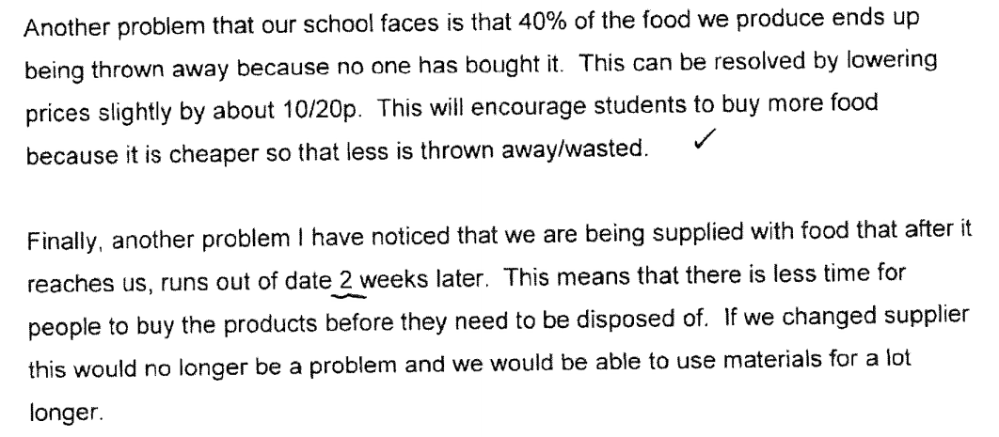 Another problem that our school faces is that 40% of the food we produce ends up
being thrown away because no one has bought it. This can be resolved by lowering
prices slightly by about 10/20p. This will encourage students to buy more food
because it is cheaper so that less is thrown away/wasted. ✓
Finally, another problem I have noticed that we are being supplied with food that after it
reaches us, runs out of date 2 weeks later. This means that there is less time for
people to buy the products before they need to be disposed of. If we changed supplier
this would no longer be a problem and we would be able to use materials for a lot
longer.